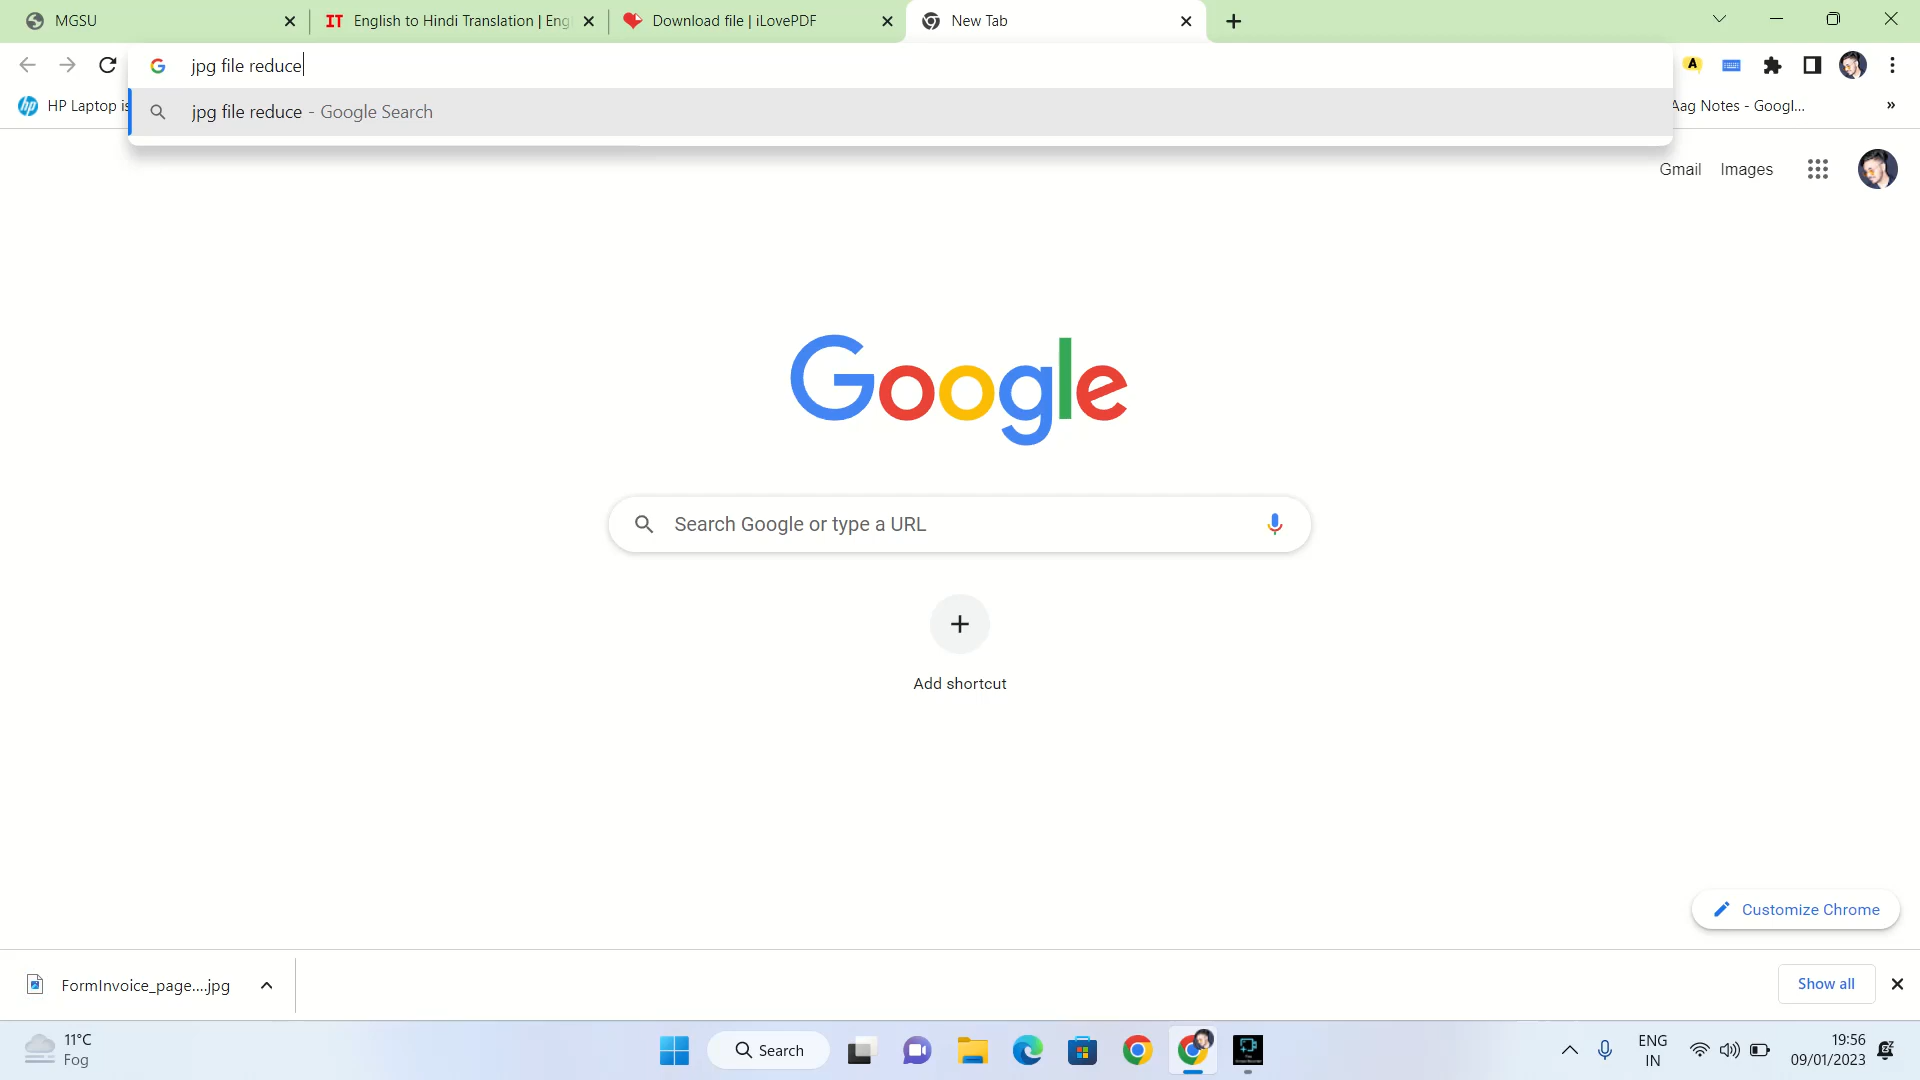 MGSU
IT English to Hindi Translation | Eng
Download file | iLovePDF
New Tab
jpg file reduce
A
hp HP Laptop is
jpg file reduce - Google Search
Aag Notes - Googl...
»
Gmail Images
Google
Search Google or type a URL
Add shortcut
Customize Chrome
FormInvoice_page....jpg
Show all
11°C
Fog
Search
ENG
IN
19:56
09/01/2023